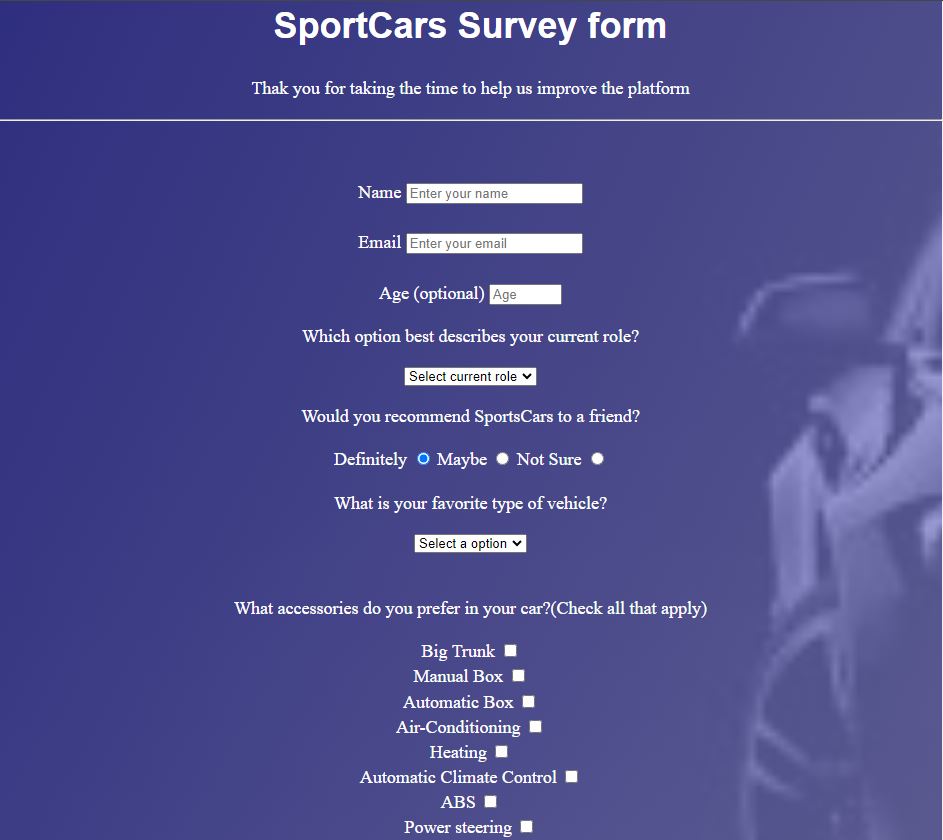 SportCars Survey form
Thak you for taking the time to help us improve the platform
Name Enter your name
Email Enter your email
Age (optional) Age
Which option best describes your current role?
Select current role
Would you recommend SportsCars to a friend?
Definitely Maybe Not Sure
What is your favorite type of vehicle?
Select a option
What accessories do you prefer in your car?(Check all that apply)
Big Trunk
Manual Box
Automatic Box
Air-Conditioning
Heating
Automatic Climate Control
ABS
Power steering